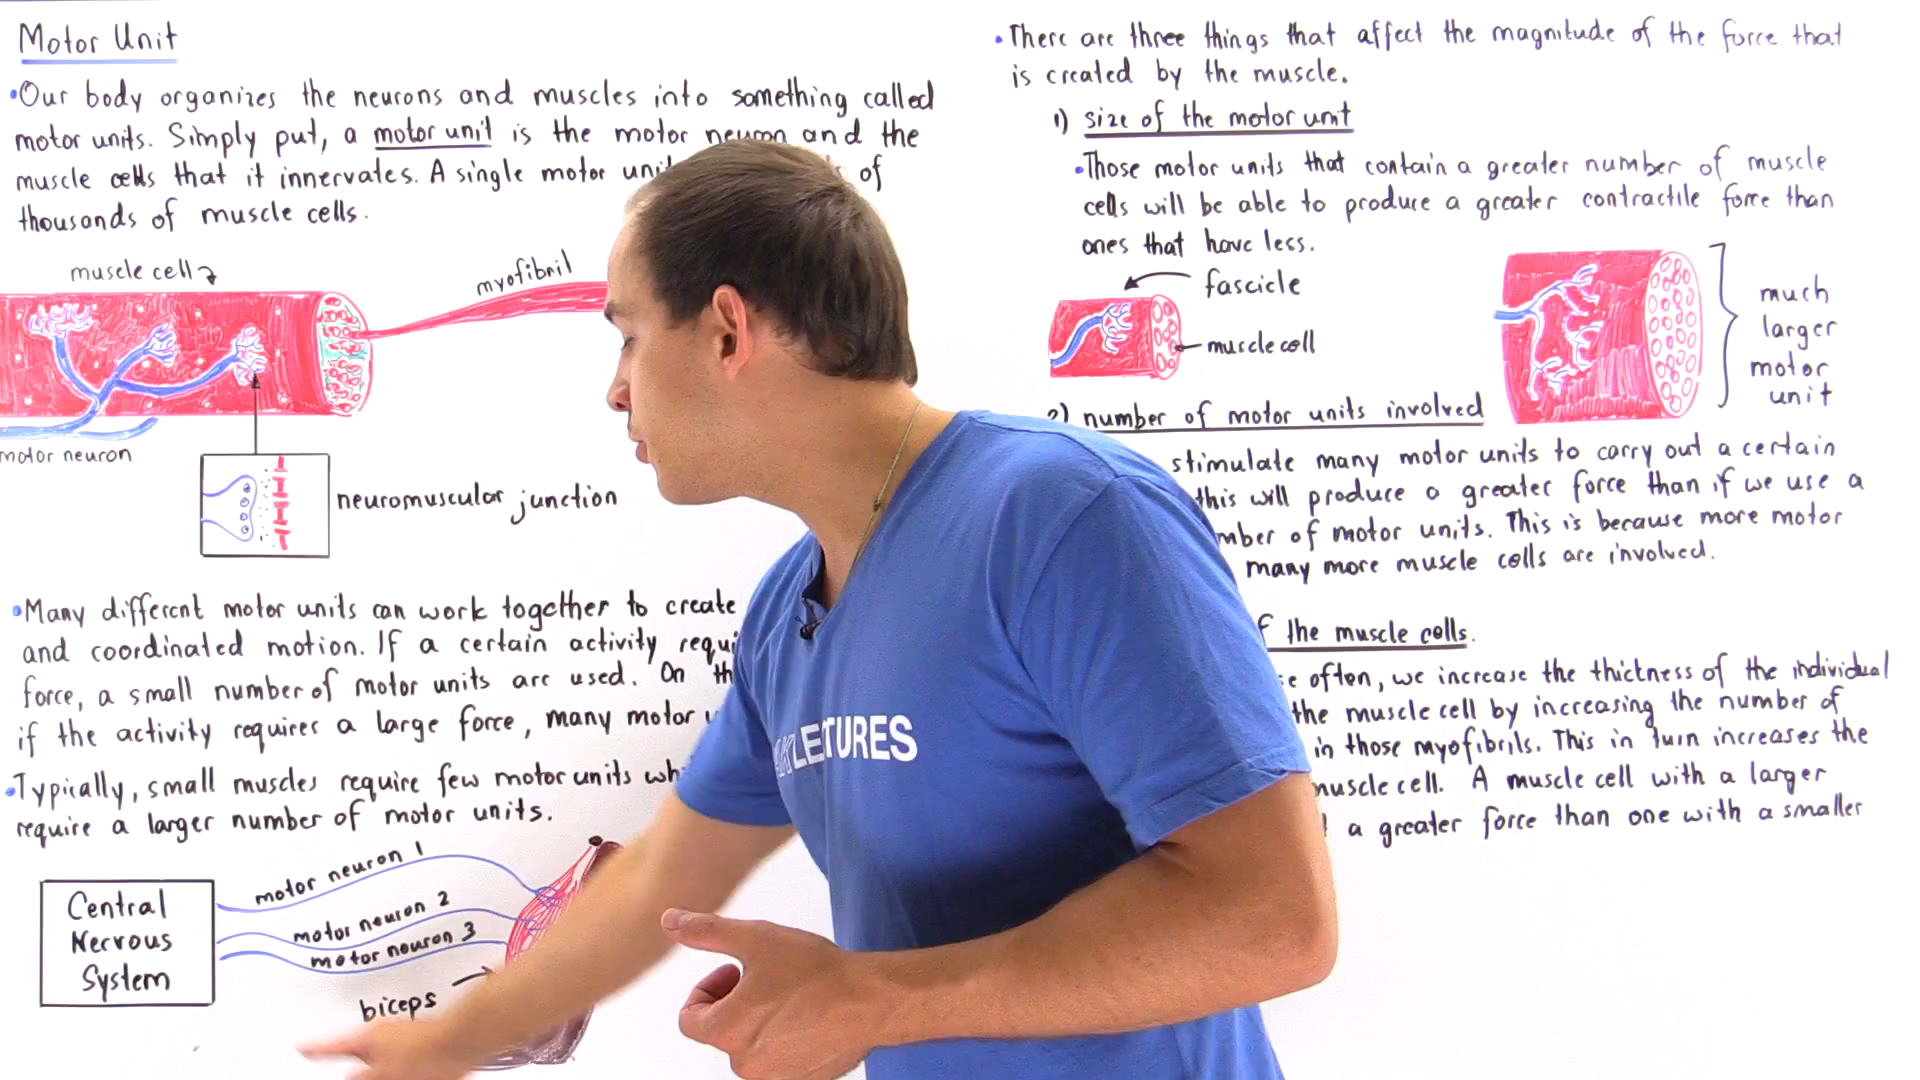 Motor Unit
•Our body organizes the neurons and muscles into something called
motor units. Simply put, a motor unit is the motor neuron and the
muscle cells that it innervates. A single motor of
thousands of muscle cells.
muscle cell
myofibril
motor neuron
neuromuscular junction
•Many different motor units can work together to create
and coordinated motion. If a certain activity
force, a small number of motor units are used. On
if the activity requires a large force, many motor
•Typically, small muscles require few motor units
require a larger number of motor units.
Central
Nervous
System
motor neuron 1
motor neuron 2
motor neuron 3
biceps
•There are three things that affect the magnitude of the force that
is created by the muscle.
1) size of the motor unit
•Those motor units that contain a greater number of muscle
cells will be able to produce a greater contractile force than
ones that have less.
fascicle
muscle cell
much
larger
motor
unit
2) number of motor units involved
stimulate many motor units to carry out a certain
this will produce a greater force than if we use a
of motor units. This is because more motor
many more muscle cells are involved.
the muscle cells.
often, we increase the thickness of the individual
the muscle cell by increasing the number of
in those myofibrils. This in turn increases the
muscle cell. A muscle cell with a larger
a greater force than one with a smaller
LECTURES